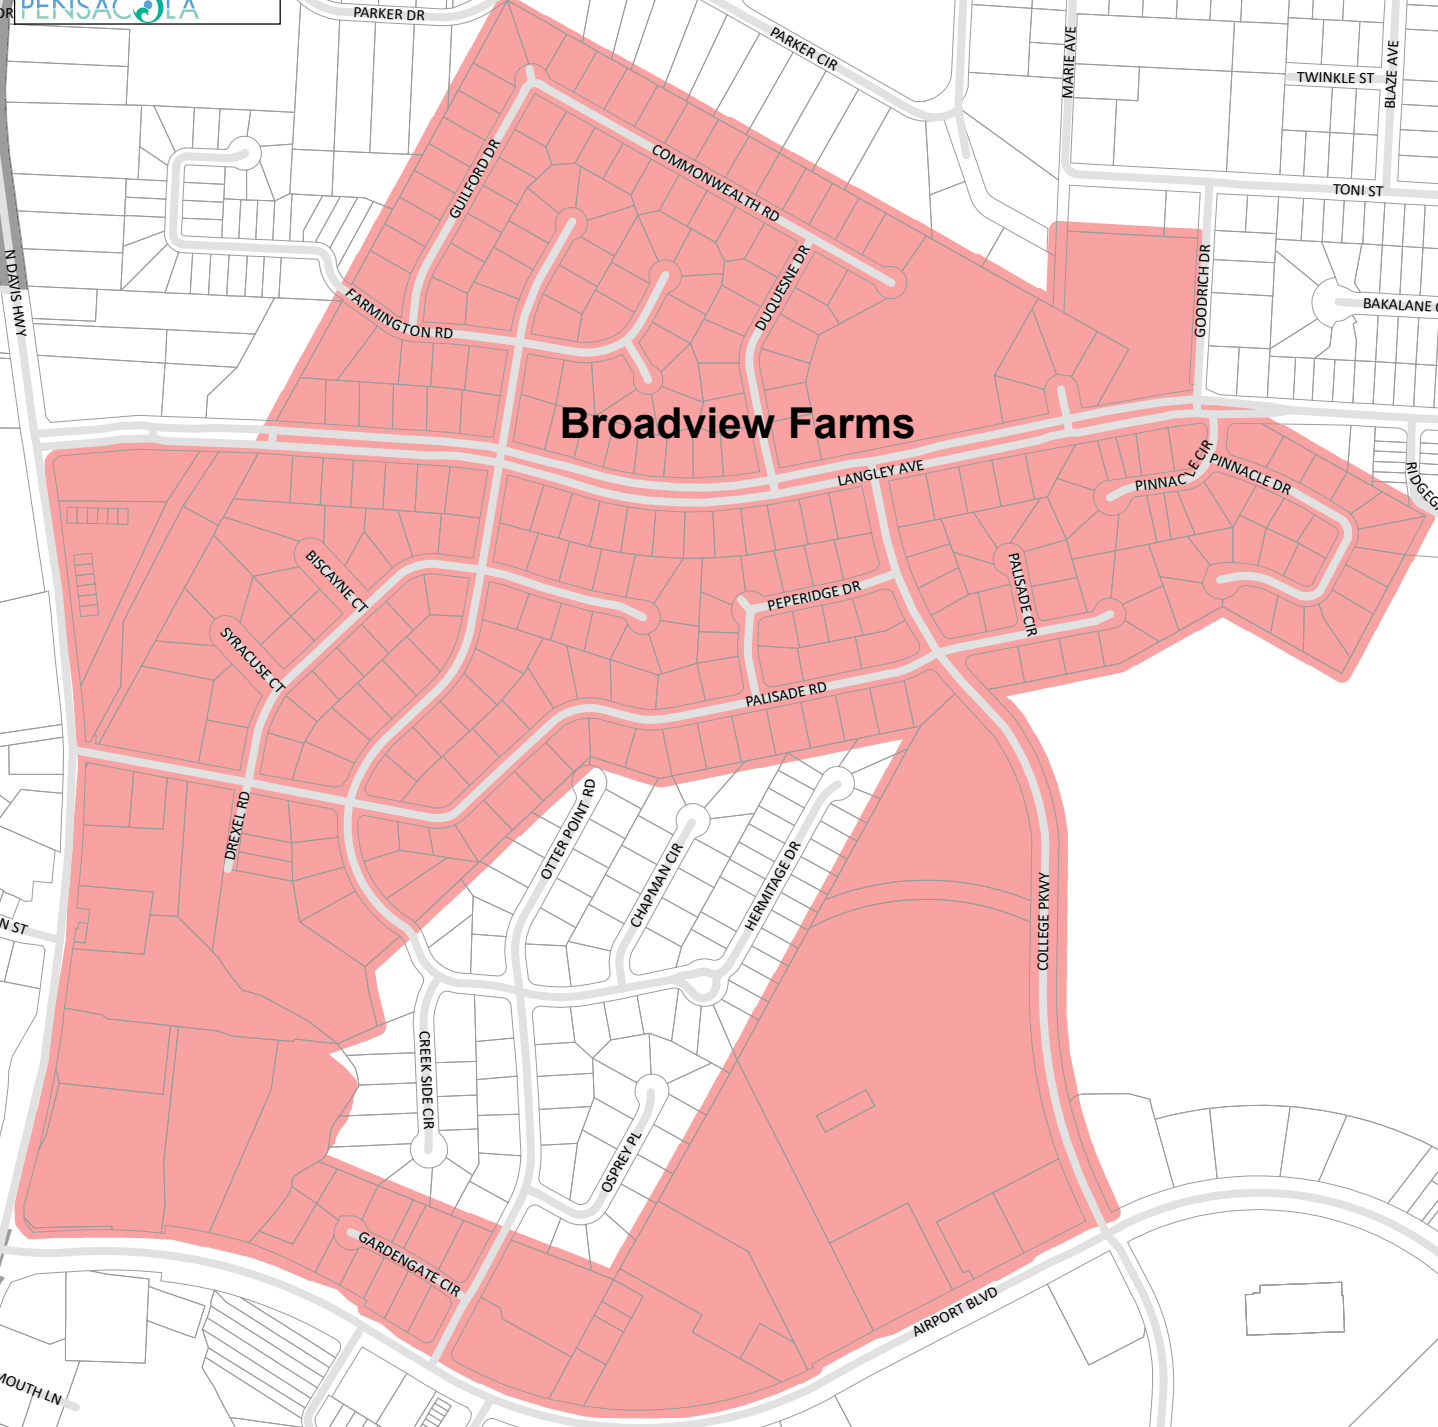 PENSACOLA
PARKER DR
PARKER CIR
MARIE AVE
TWINKLE ST
BLAZE AVE
TONI ST
GUILFORD DR
COMMONWEALTH RD
DUQUESNE DR
GOODRICH DR
N DAVIS HWY
FARMINGTON RD
BAKALANE
Broadview Farms
LANGLEY AVE
PINNACLE CIR
PINNACLE DR
BISCAYNE CT
PALISADE CIR
PEPERIDGE DR
SYRACUSE CT
PALISADE RD
DREXEL RD
OTTER POINT RD
CHAPMAN CIR
HERMITAGE DR
COLLEGE PKWY
N ST
CREEK SIDE CIR
OSPREY PL
GARDENGATE CIR
AIRPORT BLVD
MOUTH LN